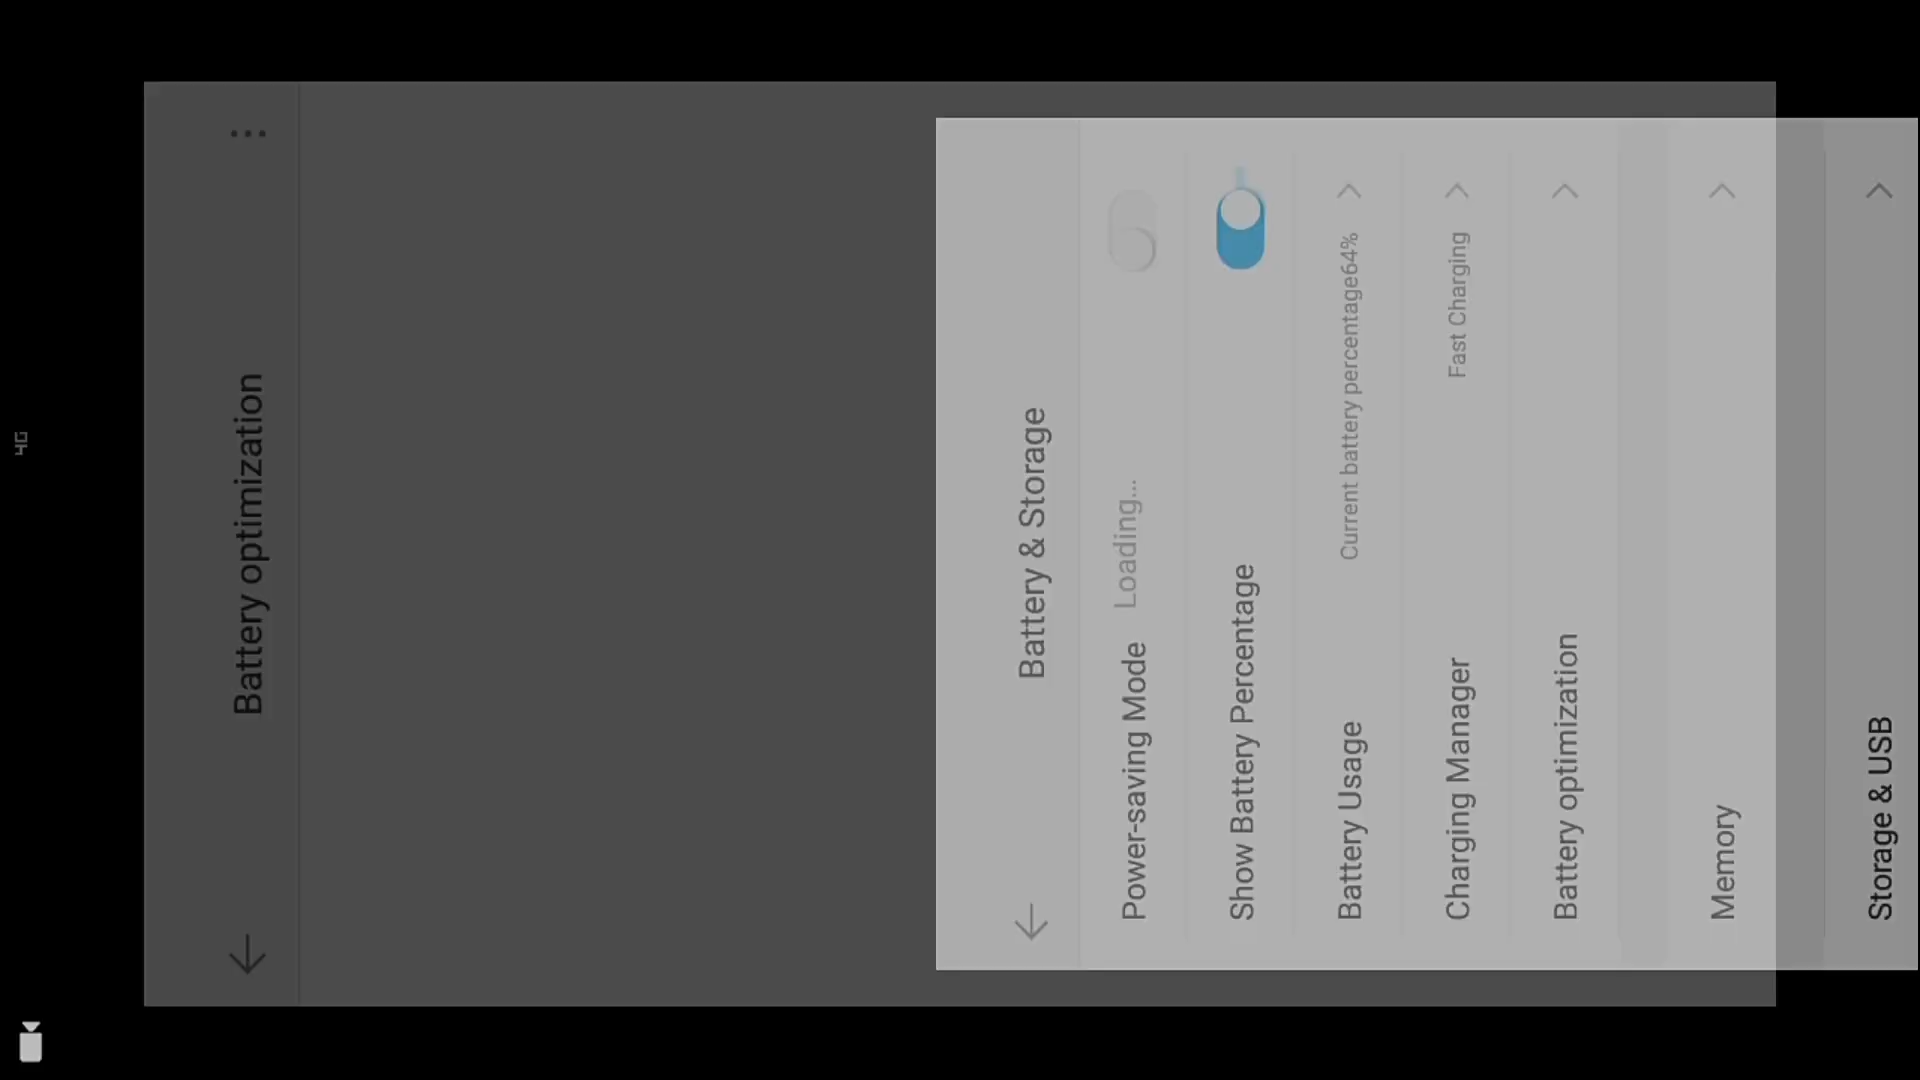 4G
Battery optimization
Battery & Storage
Power-saving Mode Loading...
Show Battery Percentage
Battery Usage Current battery percentage64%
Charging Manager Fast Charging
Battery optimization
Memory
Storage & USB